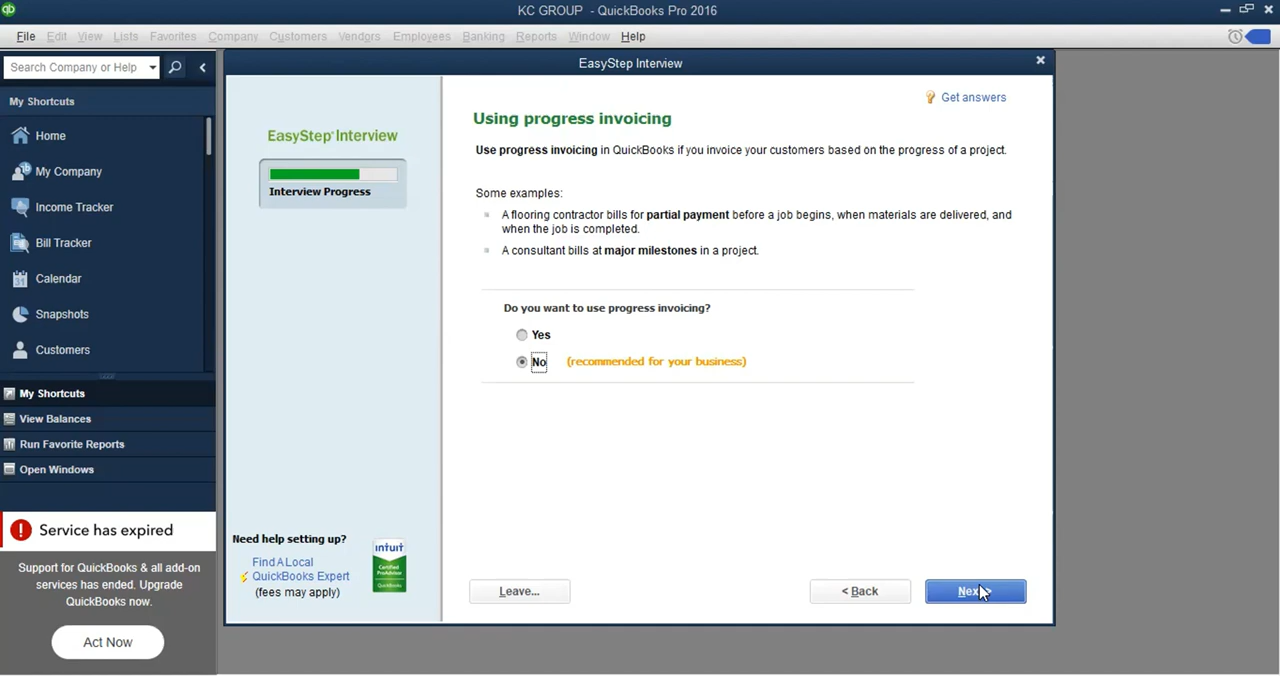 qb
KC GROUP - QuickBooks Pro 2016
File Edit View Lists Favorites Company Customers Vendors Employees Banking Reports Window Help
Search Company or Help
My Shortcuts
Home
My Company
Income Tracker
Bill Tracker
31
Calendar
Snapshots
Customers
My Shortcuts
View Balances
Run Favorite Reports
Open Windows
! Service has expired
Support for QuickBooks & all add-on
services has ended. Upgrade
QuickBooks now.
Act Now
EasyStep Interview
EasyStep Interview
Interview Progress
Need help setting up?
Find A Local
QuickBooks Expert
(fees may apply)
intuit
Certified
ProAdvisor
QuickBooks
? Get answers
Using progress invoicing
Use progress invoicing in QuickBooks if you invoice your customers based on the progress of a project.
Some examples:
A flooring contractor bills for partial payment before a job begins, when materials are delivered, and
when the job is completed.
A consultant bills at major milestones in a project.
Do you want to use progress invoicing?
Yes
No (recommended for your business)
Leave...
< Back
Next >